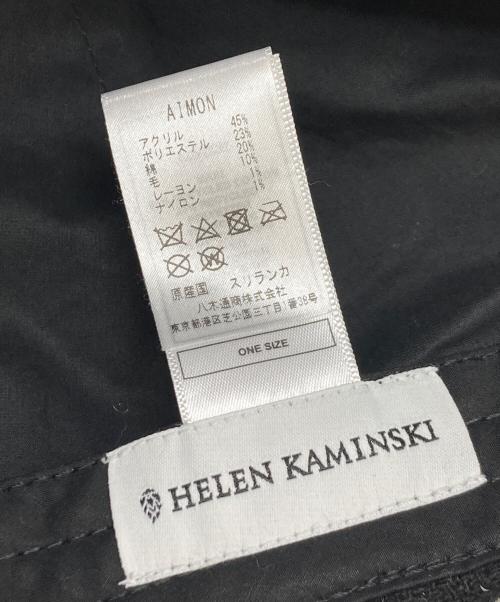 AIMON
アクリル 45%
ポリエステル 23%
綿 20%
毛 10%
レーヨン 1%
ナイロン 1%
原産国 スリランカ
八木通商株式会社
東京都港区芝公園三丁目1番38号
ONE SIZE
HELEN KAMINSKI